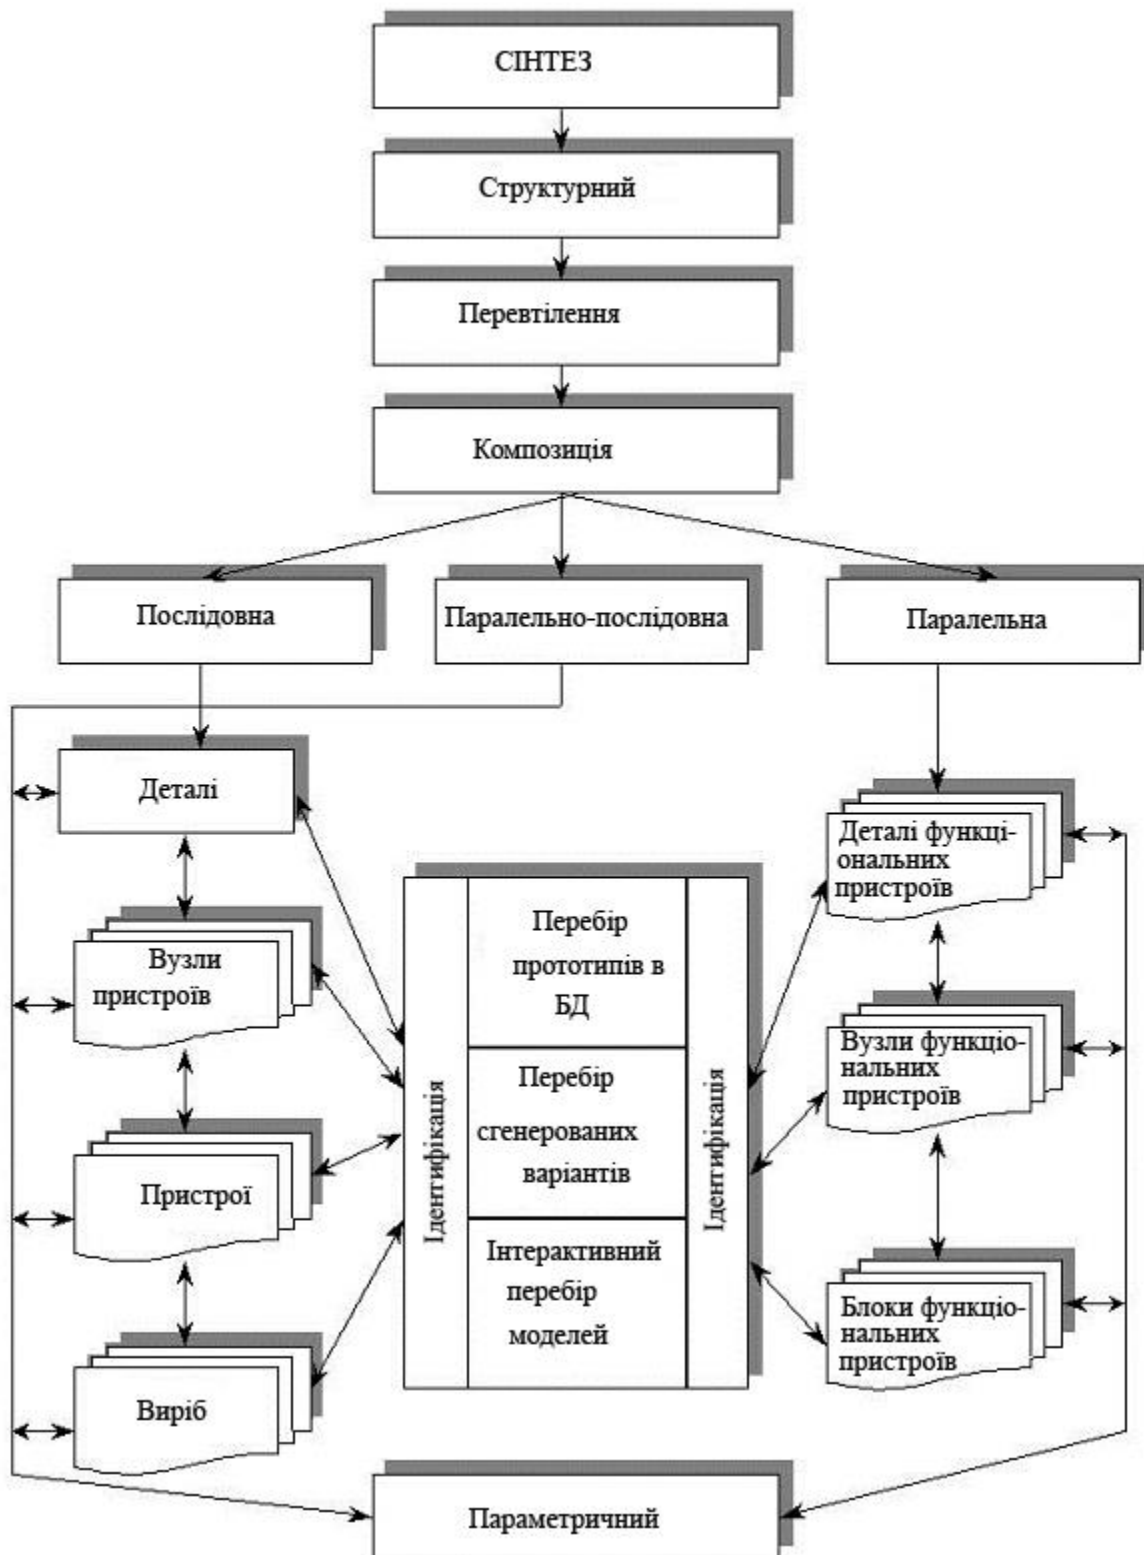 СІНТЕЗ
Структурний
Перевтілення
Композиція
Послідовна
Паралельно-послідовна
Паралельна
Деталі
Вузли
пристроїв
Пристрої
Виріб
Ідентифікація
Перебір
прототипів в
БД
Перебір
сгенерованих
варіантів
Інтерактивний
перебір
моделей
Ідентифікація
Деталі функці-
ональних
пристроїв
Вузли функціо-
нальних
пристроїв
Блоки функціо-
нальних
пристроїв
Параметричний